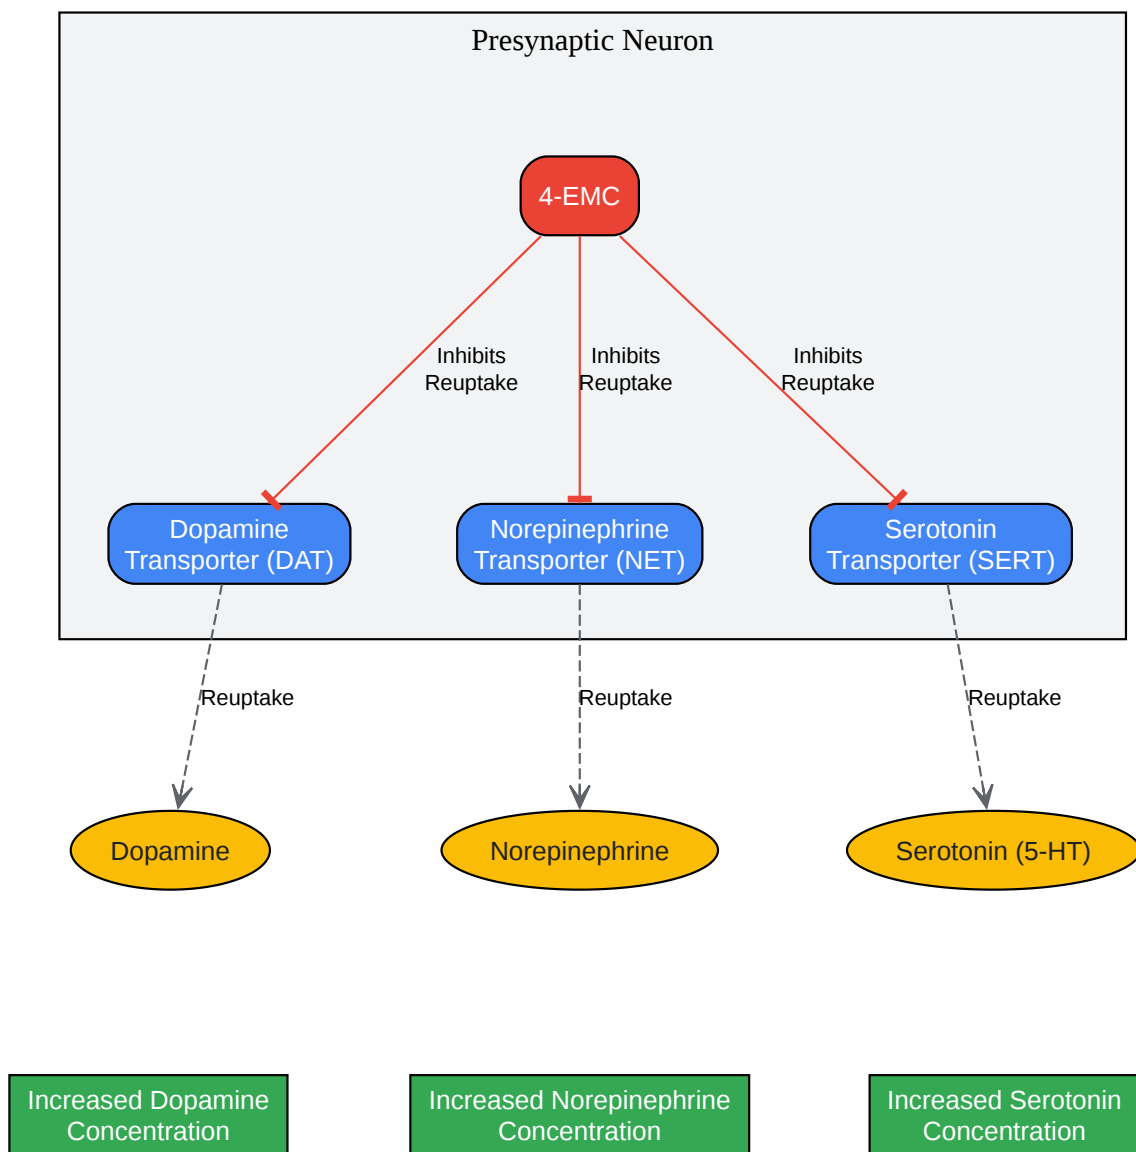 Presynaptic Neuron
4-EMC
Inhibits
Reuptake
Inhibits
Reuptake
Inhibits
Reuptake
Dopamine
Transporter (DAT)
Norepinephrine
Transporter (NET)
Serotonin
Transporter (SERT)
Reuptake
Reuptake
Reuptake
Dopamine
Norepinephrine
Serotonin (5-HT)
Increased Dopamine
Concentration
Increased Norepinephrine
Concentration
Increased Serotonin
Concentration